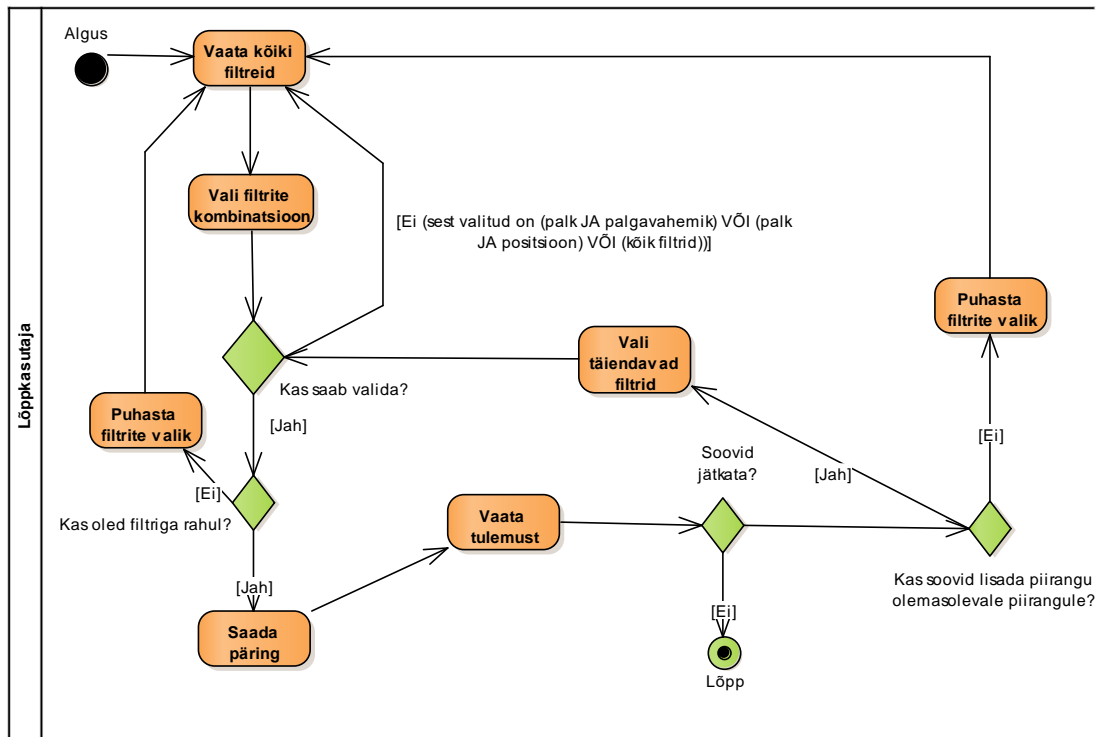 Lõppkasutaja
Algus
Vaata kõiki
filtreid
Vali filtrite
kombinatsioon
[Ei (sest valitud on (palk JA palgavahemik) VÕI (palk
JA positsioon) VÕI (kõik filtrid))]
Puhasta
filtrite valik
Vali
täiendavad
filtrid
Kas saab valida?
Puhasta
filtrite valik
[Jah]
[Ei]
Soovid
jätkata?
[Jah]
[Ei]
Kas oled filtriga rahul?
Vaata
tulemust
Kas soovid lisada piirangu
olemasolevale piirangule?
[Jah]
[Ei]
Saada
päring
Lõpp